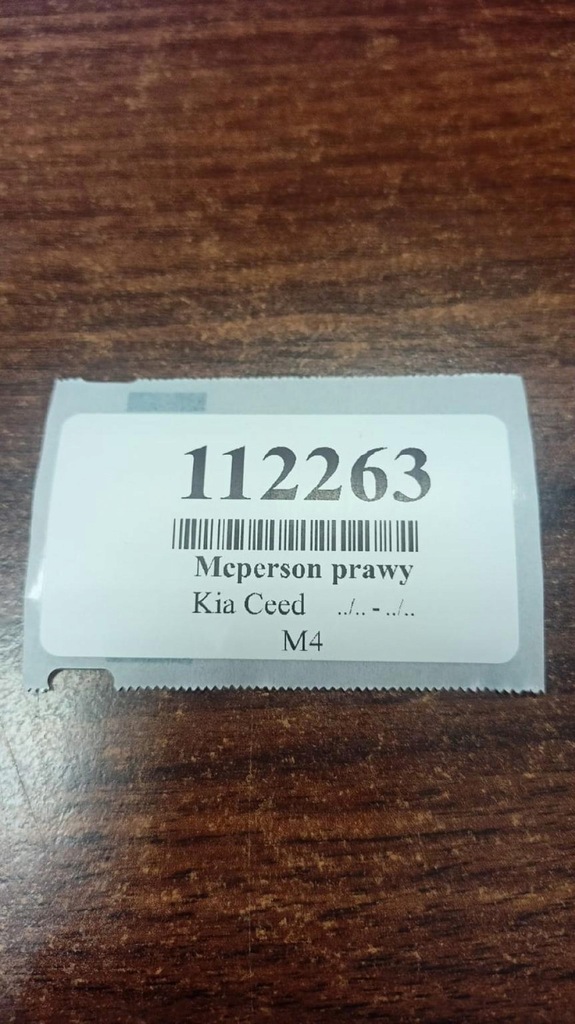 112263
Mcperson prawy
Kia Ceed ../.. - ../..
M4